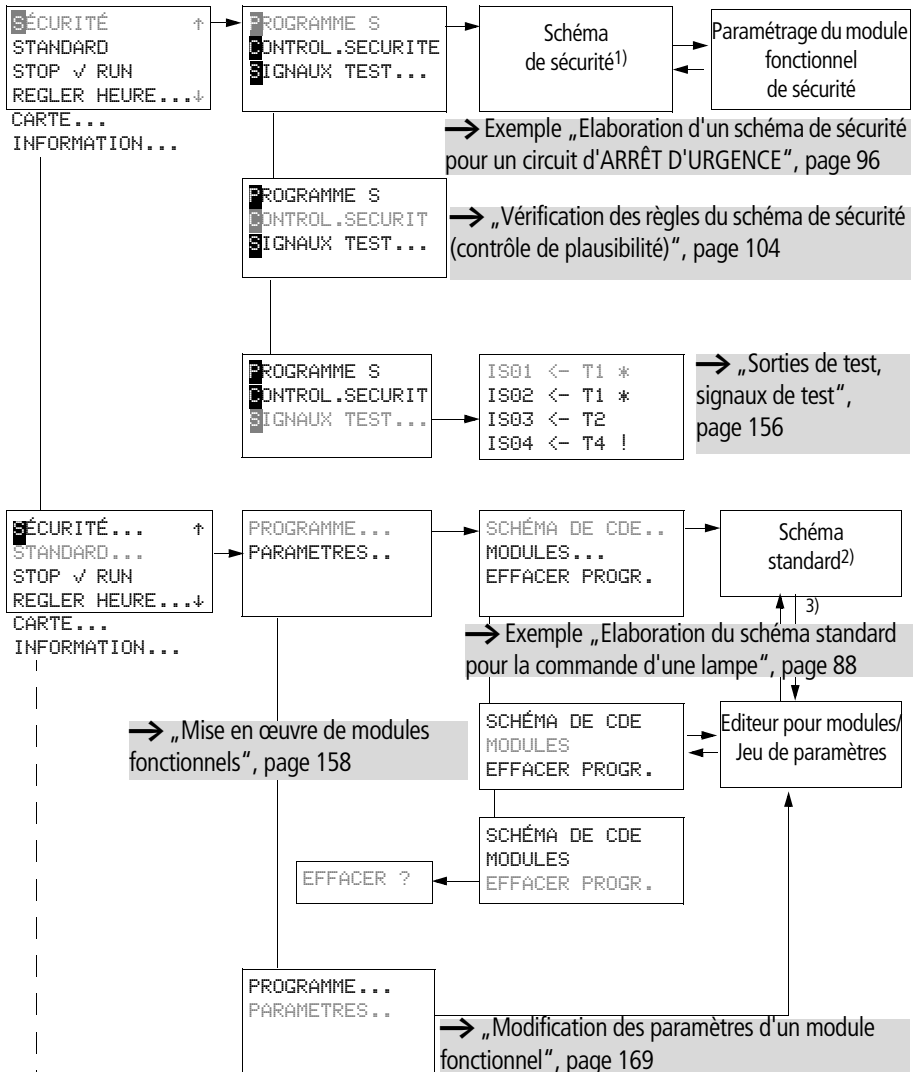 SÉCURITÉ ↑
STANDARD
STOP √ RUN
REGLER HEURE...↓
CARTE...
INFORMATION...
PROGRAMME S
CONTROL.SECURITE
SIGNAUX TEST...
Schéma
de sécurité1)
Paramétrage du module
fonctionnel
de sécurité
→ Exemple „Elaboration d'un schéma de sécurité
pour un circuit d'ARRÊT D'URGENCE“, page 96
PROGRAMME S
CONTROL.SECURIT
SIGNAUX TEST...
→ „Vérification des règles du schéma de sécurité
(contrôle de plausibilité)“, page 104
PROGRAMME S
CONTROL.SECURIT
SIGNAUX TEST...
IS01 <- T1 *
IS02 <- T1 *
IS03 <- T2
IS04 <- T4 !
→ „Sorties de test,
signaux de test“,
page 156
SÉCURITÉ... ↑
STANDARD...
STOP √ RUN
REGLER HEURE...↓
CARTE...
INFORMATION...
PROGRAMME...
PARAMETRES..
SCHÉMA DE CDE..
MODULES...
EFFACER PROGR.
Schéma
standard2)
3)
→ Exemple „Elaboration du schéma standard
pour la commande d'une lampe“, page 88
→ „Mise en œuvre de modules
fonctionnels“, page 158
SCHÉMA DE CDE
MODULES
EFFACER PROGR.
Editeur pour modules/
Jeu de paramètres
SCHÉMA DE CDE
MODULES
EFFACER PROGR.
EFFACER ?
PROGRAMME...
PARAMETRES..
→ „Modification des paramètres d'un module
fonctionnel“, page 169